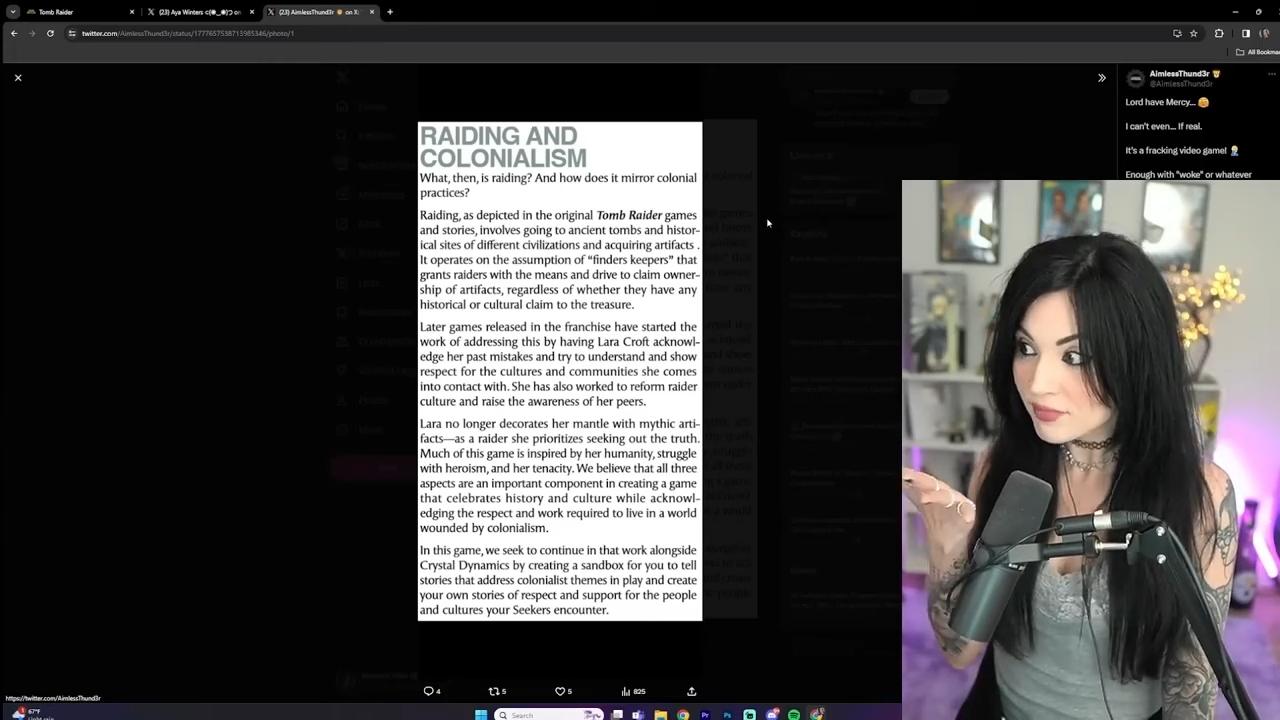 Tomb Raider
(23) Aya Winters
(23) AimlessThund3r
on X:
twitter.com/AimlessThund3r/status/1777657538713985346/photo/1
All Bookmar
AimlessThund3r
@AimlessThund3r
Lord have Mercy...
I can't even... If real.
It's a fracking video game!
Enough with "woke" or whatever
RAIDING AND
COLONIALISM
What, then, is raiding? And how does it mirror colonial
practices?
Raiding, as depicted in the original Tomb Raider games
and stories, involves going to ancient tombs and histor-
ical sites of different civilizations and acquiring artifacts .
It operates on the assumption of “finders keepers” that
grants raiders with the means and drive to claim owner-
ship of artifacts, regardless of whether they have any
historical or cultural claim to the treasure.
Later games released in the franchise have started the
work of addressing this by having Lara Croft acknowl-
edge her past mistakes and try to understand and show
respect for the cultures and communities she comes
into contact with. She has also worked to reform raider
culture and raise the awareness of her peers.
Lara no longer decorates her mantle with mythic arti-
facts—as a raider she prioritizes seeking out the truth.
Much of this game is inspired by her humanity, struggle
with heroism, and her tenacity. We believe that all three
aspects are an important component in creating a game
that celebrates history and culture while acknowl-
edging the respect and work required to live in a world
wounded by colonialism.
In this game, we seek to continue in that work alongside
Crystal Dynamics by creating a sandbox for you to tell
stories that address colonialist themes in play and create
your own stories of respect and support for the people
and cultures your Seekers encounter.
4
5
5
825
https://twitter.com/AimlessThund3r
67°F
Light rain
Search